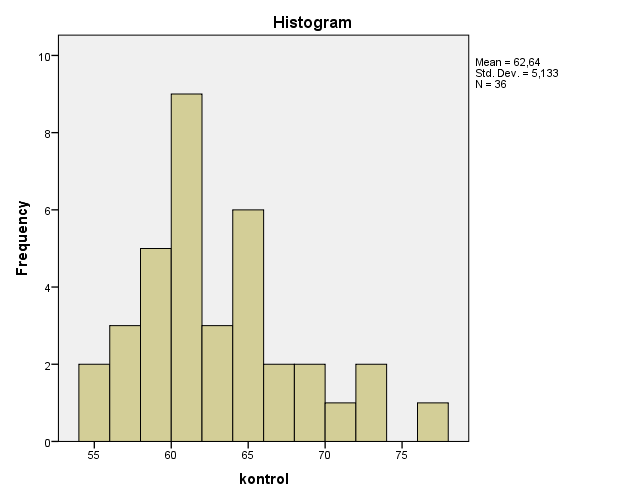 Histogram
Mean = 62,64
Std. Dev. = 5,133
N = 36
10
8
6
4
2
0
Frequency
55 60 65 70 75
kontrol